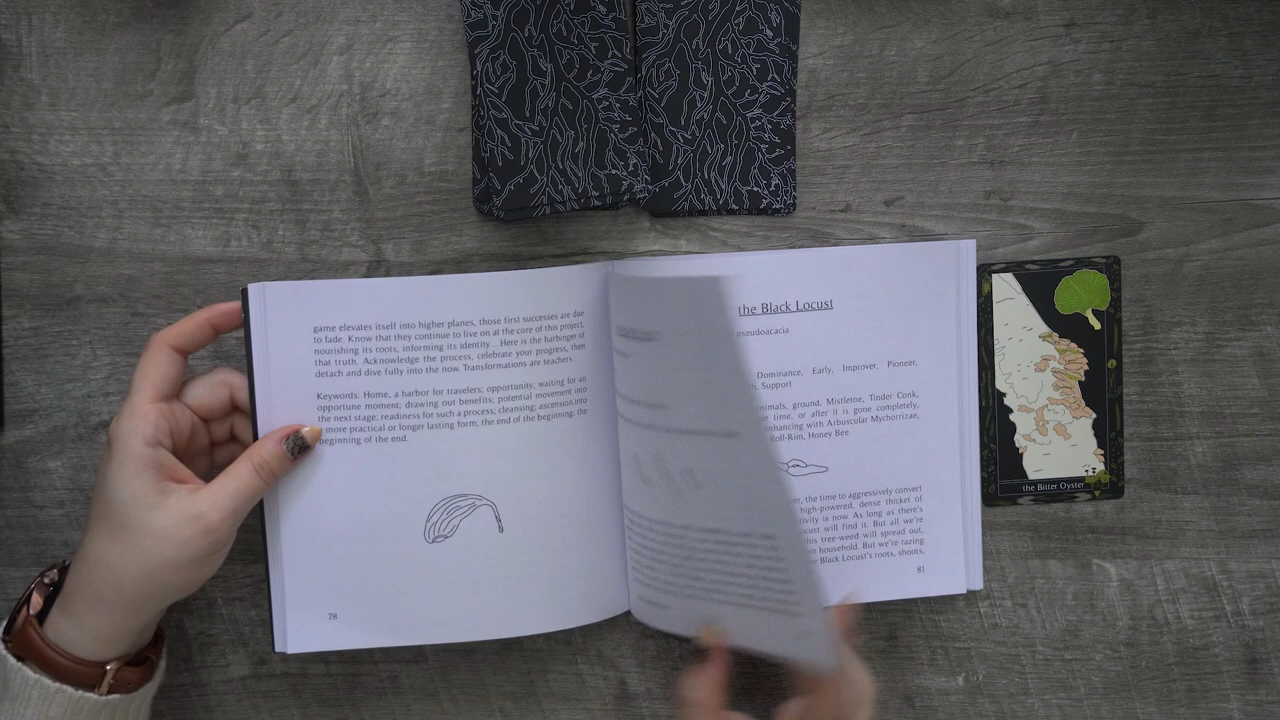 game elevates itself into higher planes, those first successes are due
to fade. Know that they continue to live on at the core of this project,
nourishing its roots, informing its identity... Here is the harbinger of
that truth. Acknowledge the process, celebrate your progress, then
detach and dive fully into the now. Transformations are teachers.
Keywords: Home, a harbor for travelers; opportunity; waiting for an
opportune moment; drawing out benefits; potential movement into
the next stage; readiness for such a process; cleansing; ascension into
a more practical or longer lasting form; the end of the beginning; the
beginning of the end.
78
the Black Locust
pseudoacacia
Dominance, Early, Improver, Pioneer,
Support
nimals, ground, Mistletoe, Tinder Conk,
time, or after it is gone completely,
enhancing with Arbuscular Mychorrizae,
Roll-Rim, Honey Bee.
the time to aggressively convert
high-powered, dense thicket of
tivity is now. As long as there's
ocust will find it. But all we're
this tree-weed will spread out,
n household. But we're razing
Black Locust's roots, shoots,
81
the Bitter Oyster